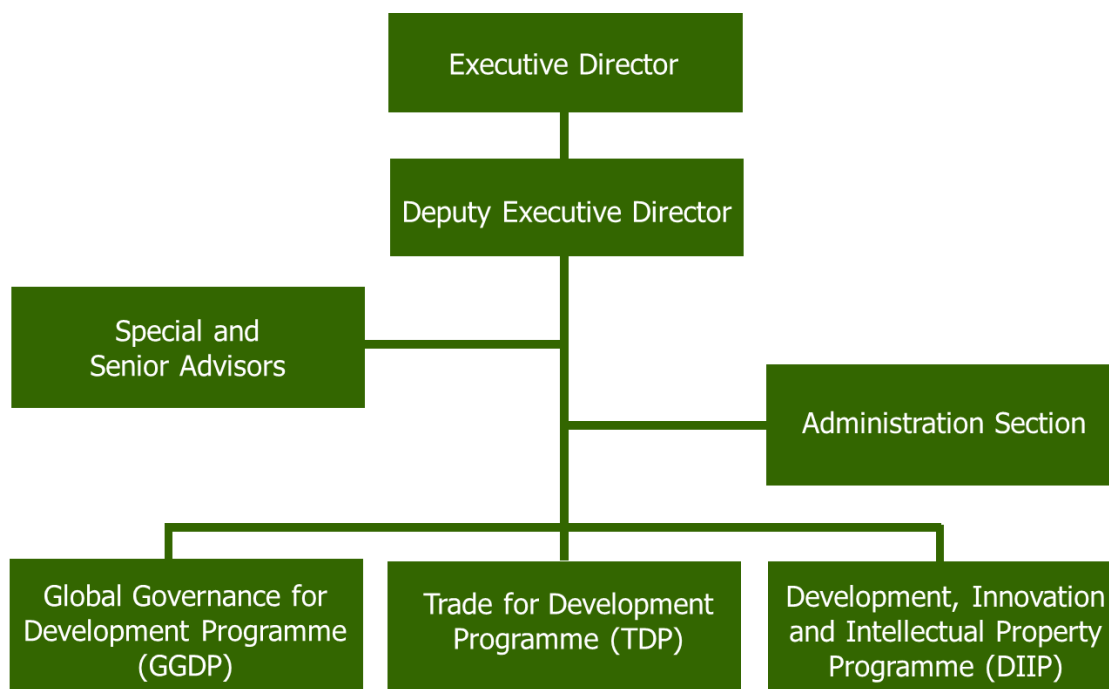 Executive Director
Deputy Executive Director
Special and
Senior Advisors
Administration Section
Global Governance for
Development Programme
(GGDP)
Trade for Development
Programme (TDP)
Development, Innovation
and Intellectual Property
Programme (DIIP)